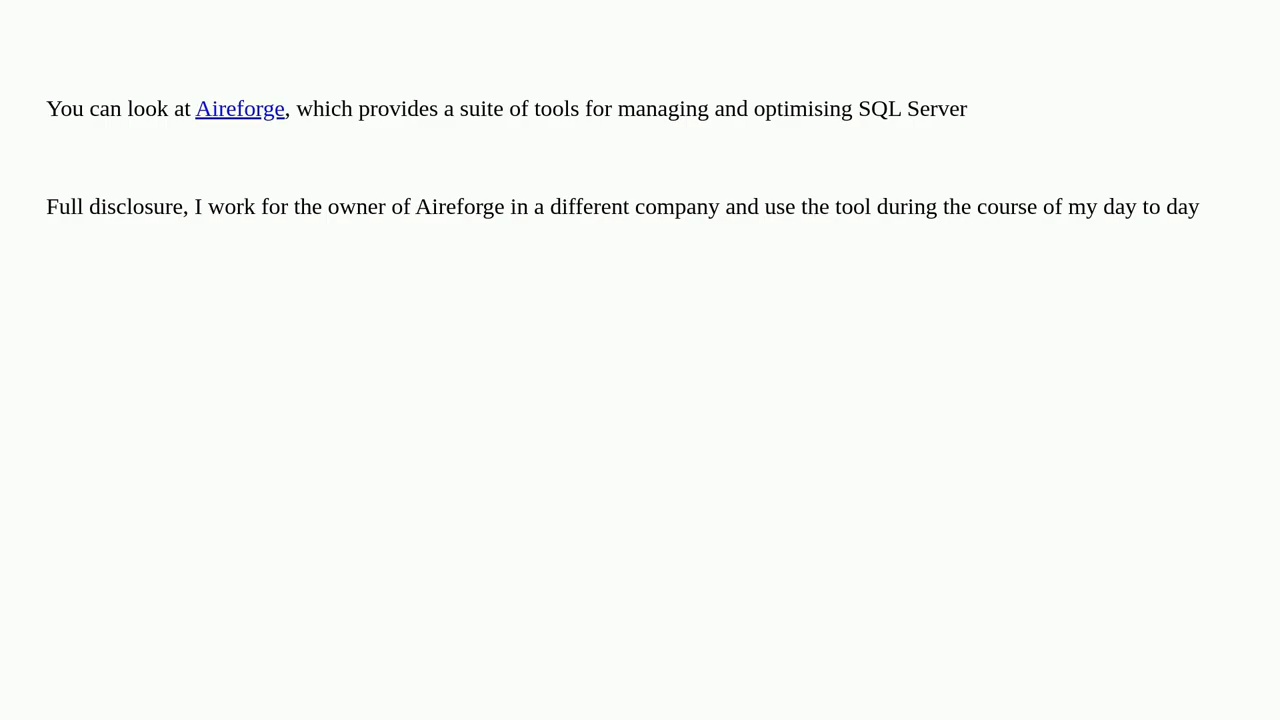 You can look at Aireforge, which provides a suite of tools for managing and optimising SQL Server
Full disclosure, I work for the owner of Aireforge in a different company and use the tool during the course of my day to day